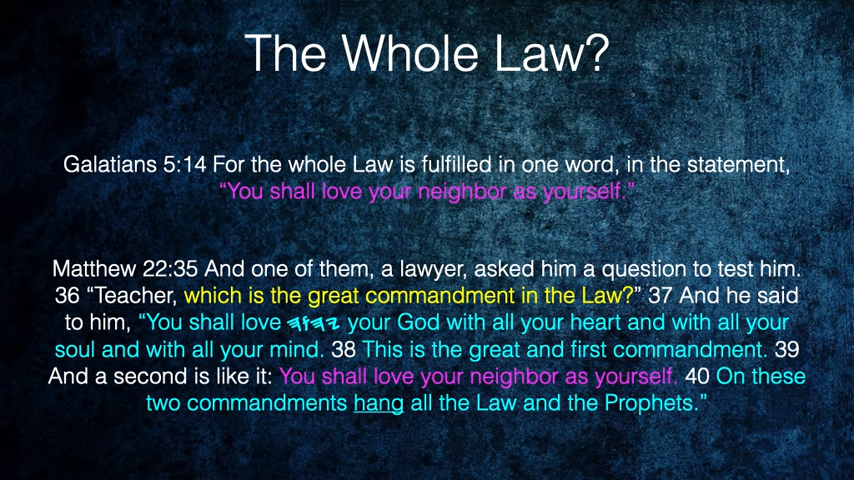 The Whole Law?
Galatians 5:14 For the whole Law is fulfilled in one word, in the statement,
“You shall love your neighbor as yourself.”
Matthew 22:35 And one of them, a lawyer, asked him a question to test him.
36 “Teacher, which is the great commandment in the Law?” 37 And he said
to him, “You shall love 𐤉𐤄𐤅𐤄 your God with all your heart and with all your
soul and with all your mind. 38 This is the great and first commandment. 39
And a second is like it: You shall love your neighbor as yourself. 40 On these
two commandments hang all the Law and the Prophets.”